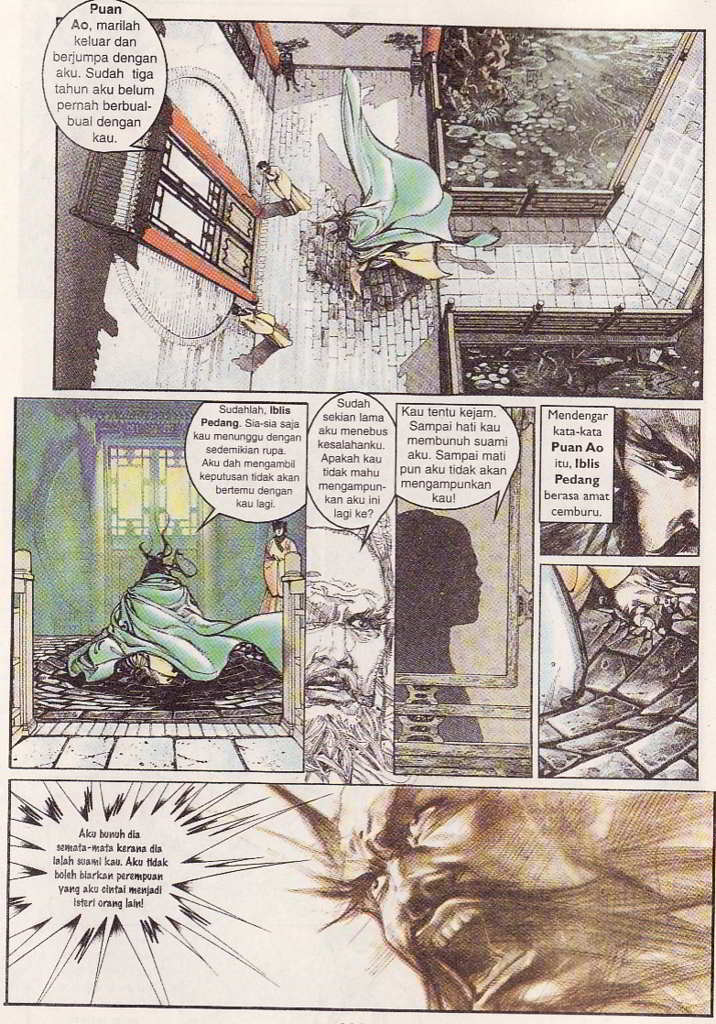 Puan
Ao, marilah
keluar dan
berjumpa dengan
aku. Sudah tiga
tahun aku belum
pernah berbual-
bual dengan
kau.
Sudahlah, Iblis
Pedang. Sia-sia saja
kau menunggu dengan
sedemikian rupa.
Aku dah mengambil
keputusan tidak akan
bertemu dengan
kau lagi.
Sudah
sekian lama
aku menebus
kesalahanku.
Apakah kau
tidak mahu
mengampun-
kan aku ini
lagi ke?
Kau tentu kejam.
Sampai hati kau
membunuh suami
aku. Sampai mati
pun aku tidak akan
mengampunkan
kau!
Mendengar
kata-kata
Puan Ao
itu, Iblis
Pedang
berasa amat
cemburu.
Aku bunuh dia
semata-mata kerana dia
ialah suami kau. Aku tidak
boleh biarkan perempuan
yang aku cintai menjadi
isteri orang lain!